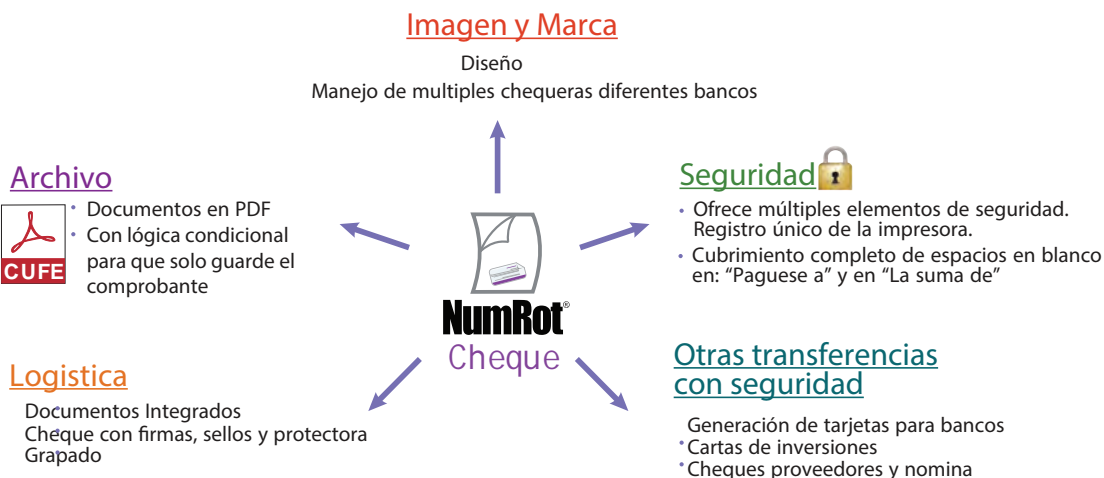 Imagen y Marca
Diseño
Manejo de multiples chequeras diferentes bancos
Archivo
Documentos en PDF
Con lógica condicional
para que solo guarde el
comprobante
CUFE
Seguridad
Ofrece múltiples elementos de seguridad.
Registro único de la impresora.
Cubrimiento completo de espacios en blanco
en: “Paguese a” y en “La suma de”
NumRot®
Cheque
Logistica
Documentos Integrados
Cheque con firmas, sellos y protectora
Grapado
Otras transferencias
con seguridad
Generación de tarjetas para bancos
Cartas de inversiones
Cheques proveedores y nomina